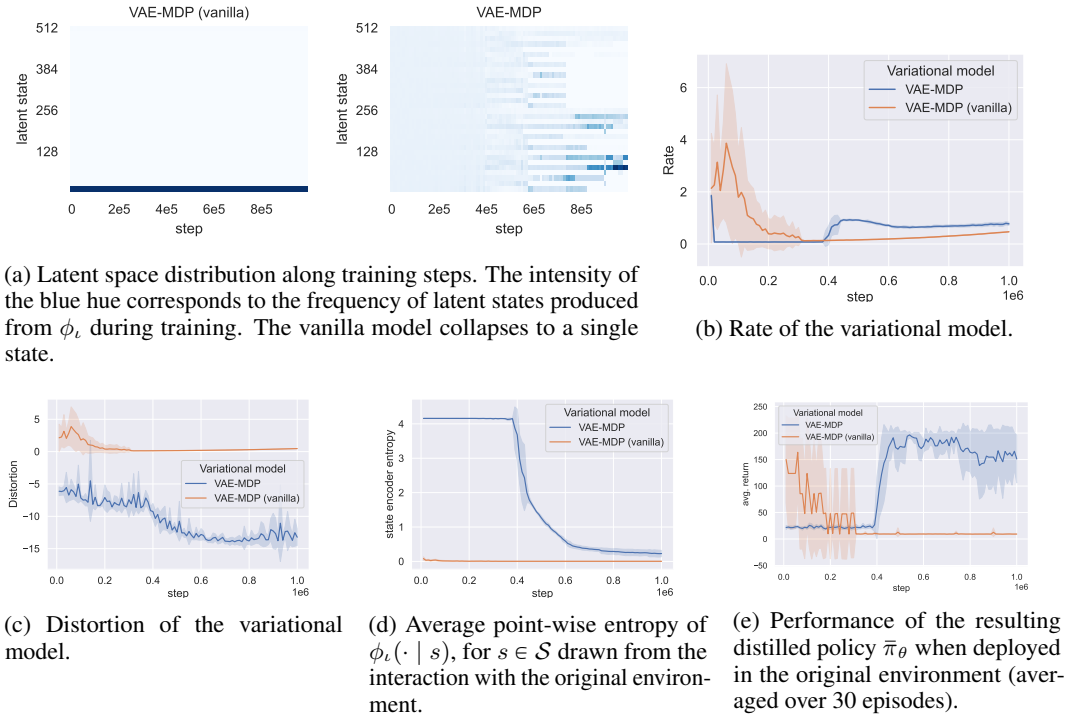 VAE-MDP (vanilla)
512
384
256
128
latent state
0 2e5 4e5 6e5 8e5
step
VAE-MDP
512
384
256
128
latent state
0 2e5 4e5 6e5 8e5
step
(a) Latent space distribution along training steps. The intensity of
the blue hue corresponds to the frequency of latent states produced
from ϕι during training. The vanilla model collapses to a single
state.
Variational model
VAE-MDP
VAE-MDP (vanilla)
6
4
2
0
Rate
0.0 0.2 0.4 0.6 0.8 1.0
step
1e6
(b) Rate of the variational model.
5
0
−5
−10
−15
Distortion
Variational model
VAE-MDP
VAE-MDP (vanilla)
0.0 0.2 0.4 0.6 0.8 1.0
step
1e6
(c) Distortion of the variational
model.
4
3
2
1
0
state encoder entropy
Variational model
VAE-MDP
VAE-MDP (vanilla)
0.0 0.2 0.4 0.6 0.8 1.0
step
1e6
(d) Average point-wise entropy of
ϕι(· | s), for s ∈ S drawn from the
interaction with the original environ-
ment.
250
200
150
100
50
0
−50
avg. return
Variational model
VAE-MDP
VAE-MDP (vanilla)
0.0 0.2 0.4 0.6 0.8 1.0
step
1e6
(e) Performance of the resulting
distilled policy π̄θ when deployed
in the original environment (aver-
aged over 30 episodes).